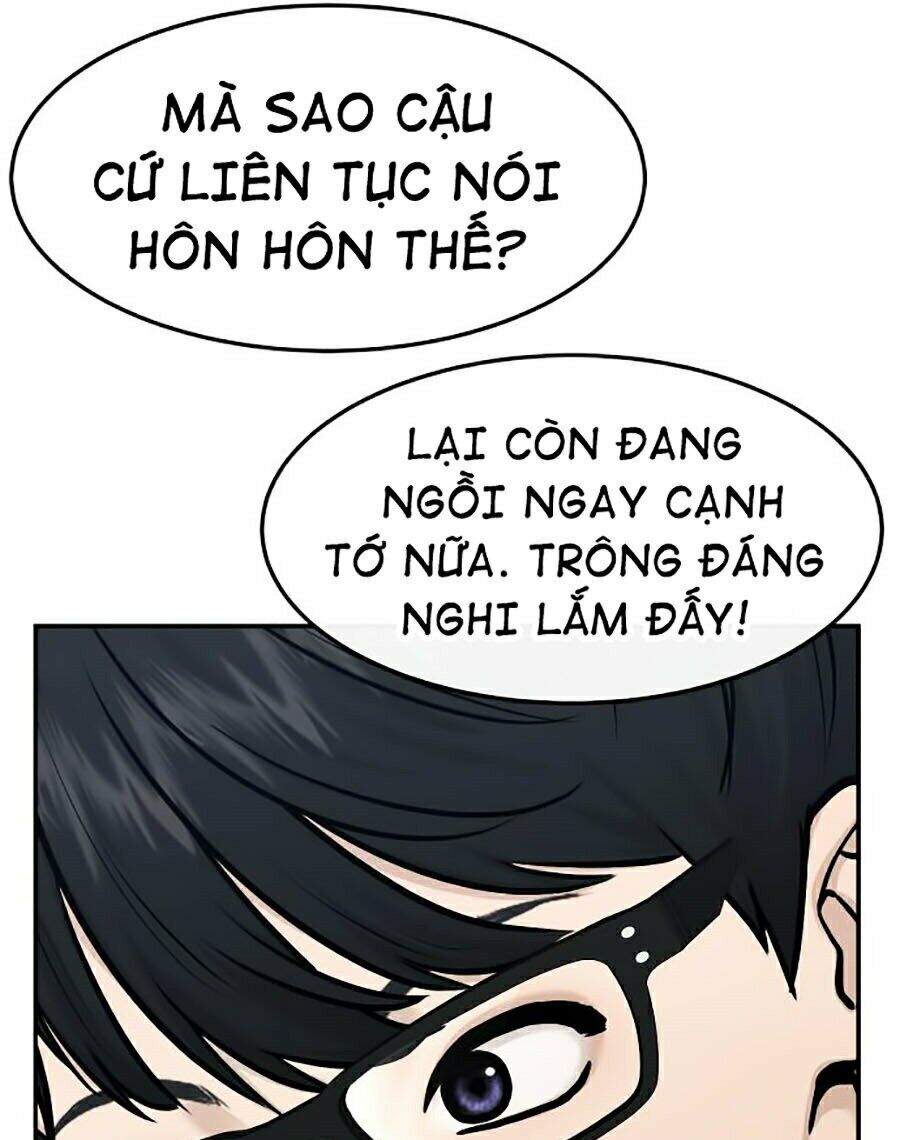 MÀ SAO CẬU
CỨ LIÊN TỤC NÓI
HÔN HÔN THẾ?
LẠI CÒN ĐANG
NGỒI NGAY CẠNH
TỚ NỮA. TRÔNG ĐÁNG
NGHI LẮM ĐẤY!